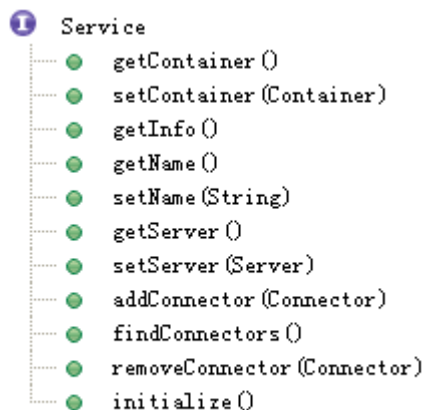 Service
getContainer()
setContainer(Container)
getInfo()
getName()
setName(String)
getServer()
setServer(Server)
addConnector(Connector)
findConnectors()
removeConnector(Connector)
initialize()